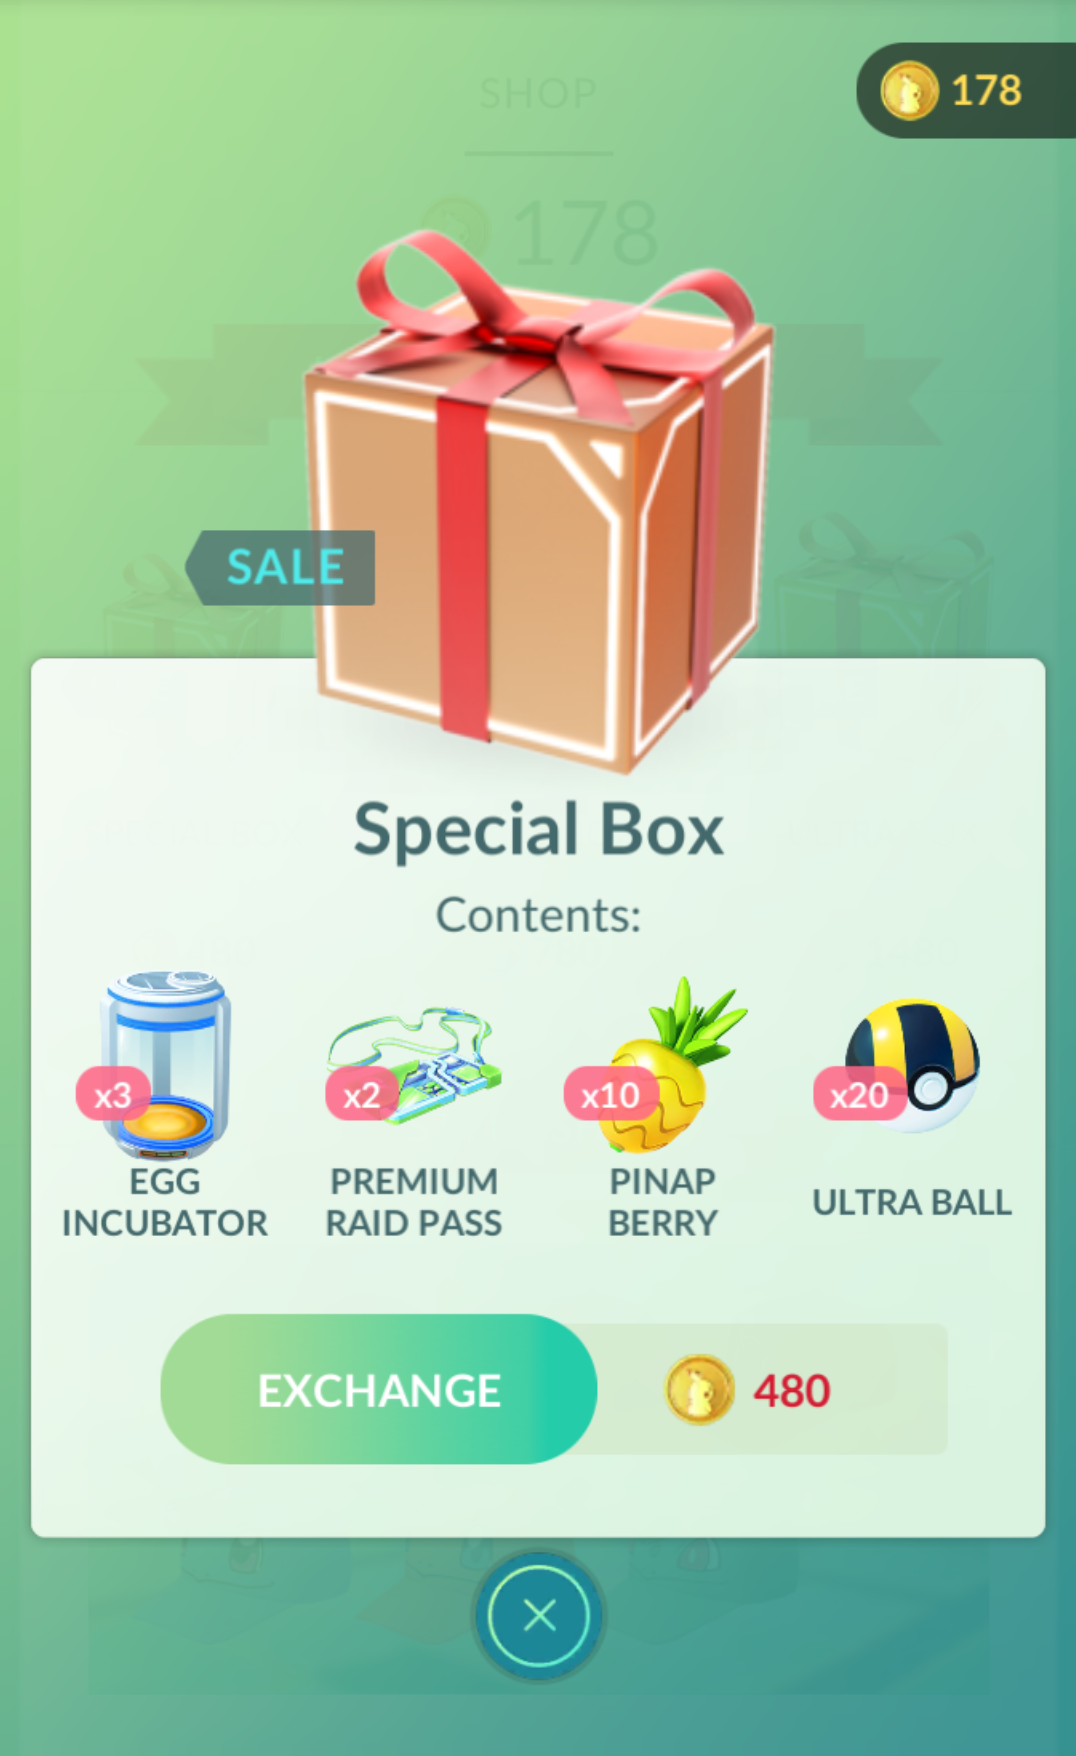 SHOP
178
178
SALE
Special Box
Contents:
x3
x2
x10
x20
EGG
INCUBATOR
PREMIUM
RAID PASS
PINAP
BERRY
ULTRA BALL
EXCHANGE
480